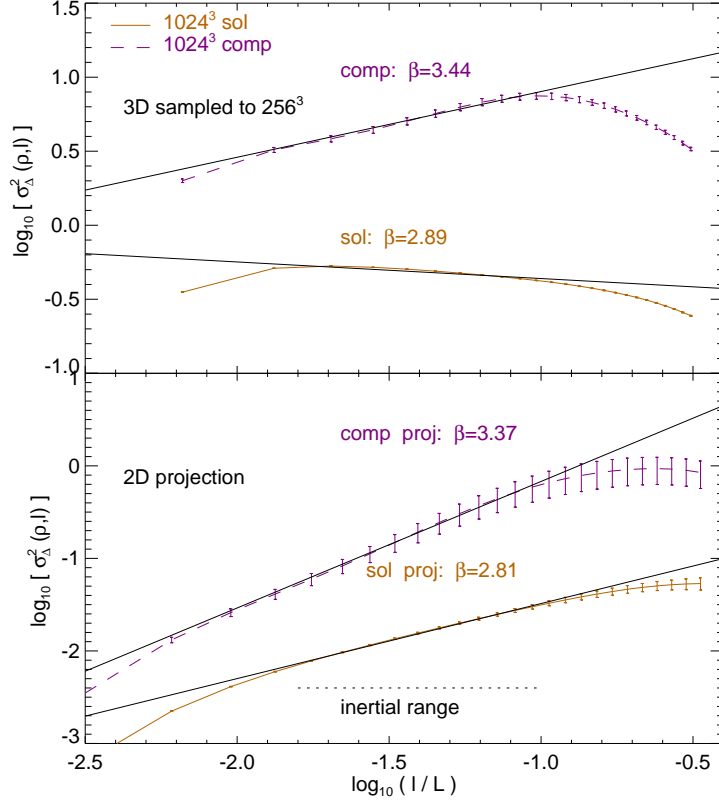 1024³ sol
1024³ comp
comp: β=3.44
3D sampled to 256³
sol: β=2.89
log₁₀ [ σ²_Δ (ρ,l) ]
1.5
1.0
0.5
0.0
-0.5
-1.0
comp proj: β=3.37
2D projection
sol proj: β=2.81
inertial range
log₁₀ [ σ²_Δ (ρ,l) ]
1
0
-1
-2
-3
-2.5 -2.0 -1.5 -1.0 -0.5
log₁₀ ( l / L )